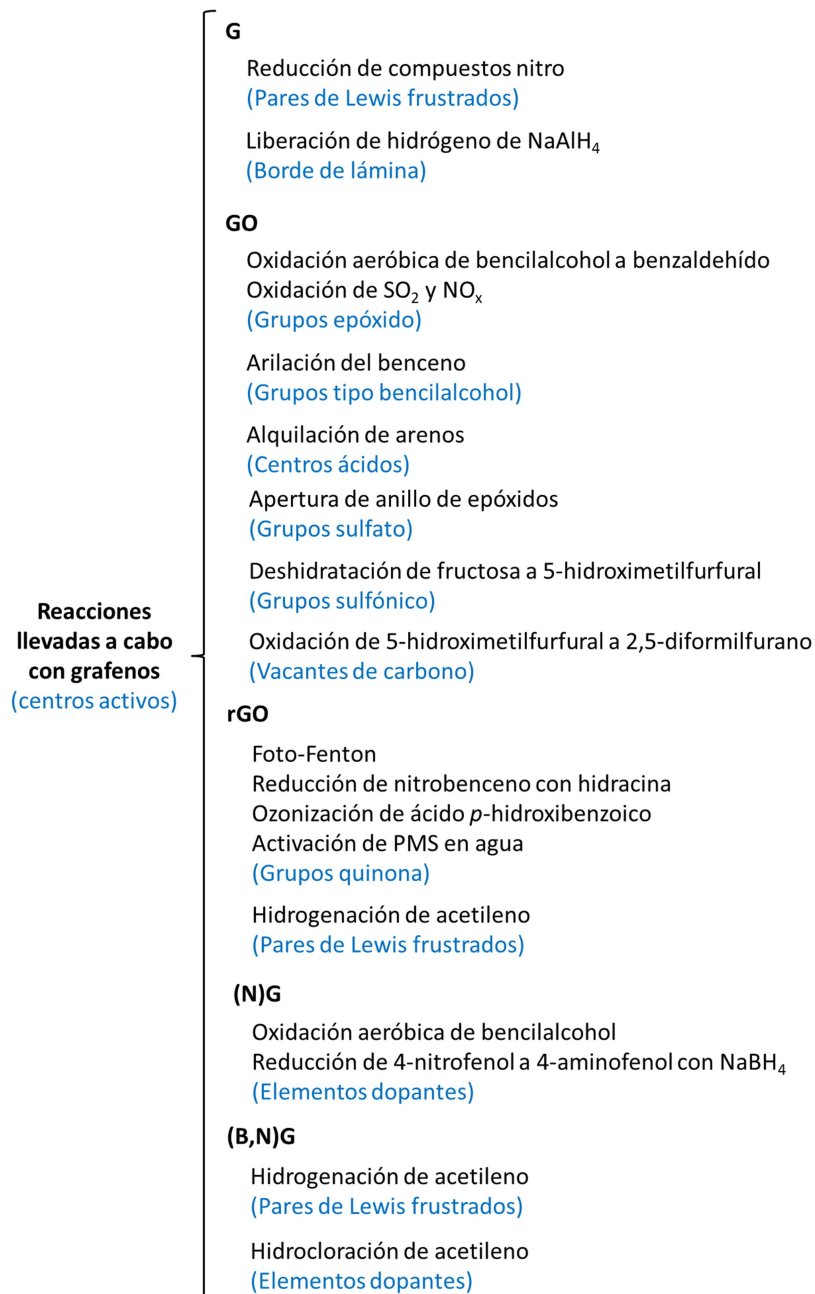 Reacciones
llevadas a cabo
con grafenos
(centros activos)
G
Reducción de compuestos nitro
(Pares de Lewis frustrados)
Liberación de hidrógeno de NaAlH₄
(Borde de lámina)
GO
Oxidación aeróbica de bencilalcohol a benzaldehído
Oxidación de SO₂ y NOₓ
(Grupos epóxido)
Arilación del benceno
(Grupos tipo bencilalcohol)
Alquilación de arenos
(Centros ácidos)
Apertura de anillo de epóxidos
(Grupos sulfato)
Deshidratación de fructosa a 5-hidroximetilfurfural
(Grupos sulfónico)
Oxidación de 5-hidroximetilfurfural a 2,5-diformilfurano
(Vacantes de carbono)
rGO
Foto-Fenton
Reducción de nitrobenceno con hidracina
Ozonización de ácido p-hidroxibenzoico
Activación de PMS en agua
(Grupos quinona)
Hidrogenación de acetileno
(Pares de Lewis frustrados)
(N)G
Oxidación aeróbica de bencilalcohol
Reducción de 4-nitrofenol a 4-aminofenol con NaBH₄
(Elementos dopantes)
(B,N)G
Hidrogenación de acetileno
(Pares de Lewis frustrados)
Hidrocloración de acetileno
(Elementos dopantes)